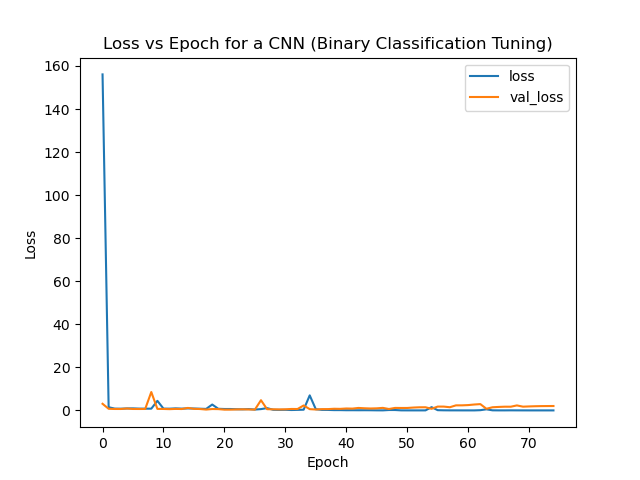 Loss vs Epoch for a CNN (Binary Classification Tuning)
loss
val_loss
160
140
120
100
80
60
40
20
0
Loss
0 10 20 30 40 50 60 70
Epoch